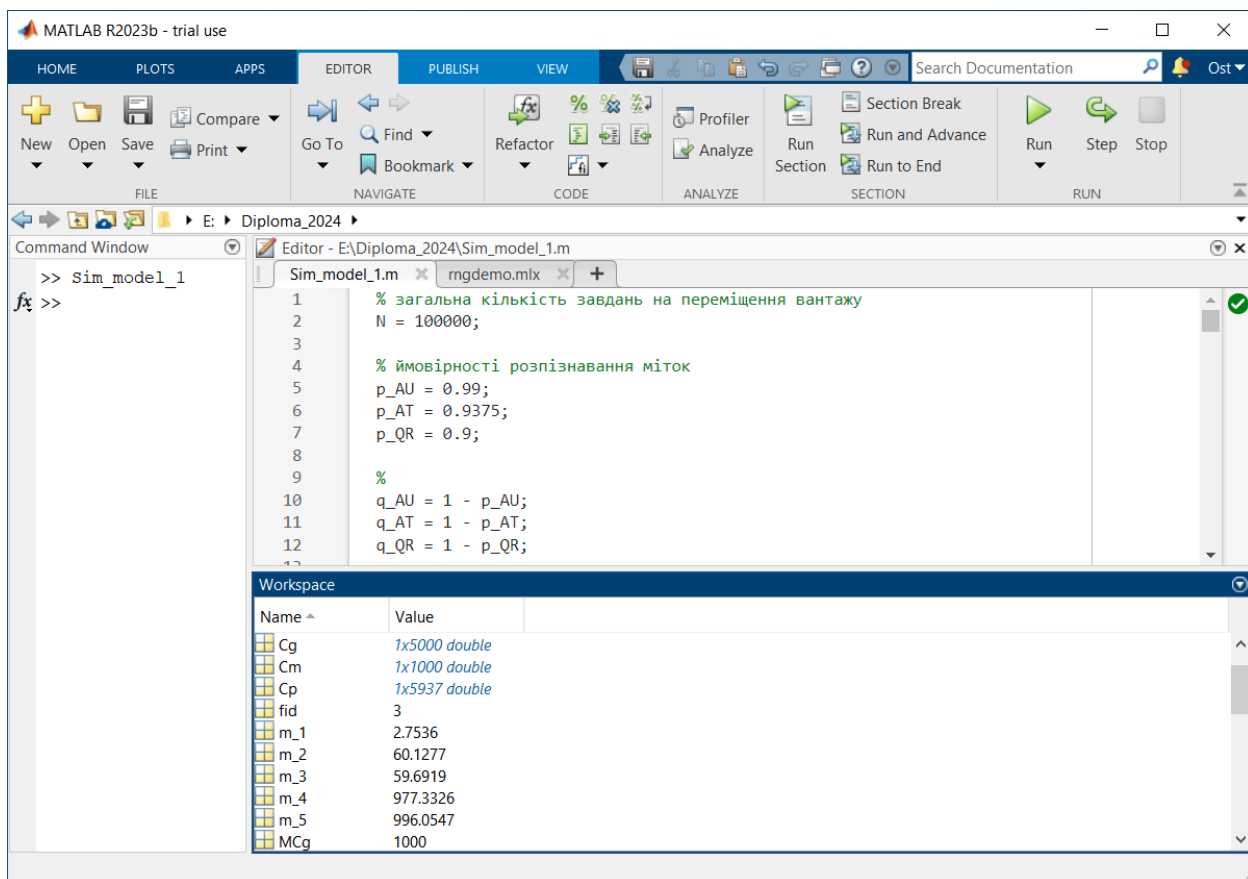 MATLAB R2023b - trial use
HOME PLOTS APPS EDITOR PUBLISH VIEW Search Documentation Ost
New Open Save Compare Print
FILE
Go To Find Bookmark
NAVIGATE
Refactor
CODE
Profiler
Analyze
ANALYZE
Run Section
Section Break
Run and Advance
Run to End
SECTION
Run Step Stop
RUN
E: Diploma_2024
Command Window
>> Sim_model_1
fx >>
Editor - E:\Diploma_2024\Sim_model_1.m
Sim_model_1.m rngdemo.mlx
1 % загальна кількість завдань на переміщення вантажу
2 N = 100000;
3
4 % ймовірності розпізнавання міток
5 p_AU = 0.99;
6 p_AT = 0.9375;
7 p_QR = 0.9;
8
9 %
10 q_AU = 1 - p_AU;
11 q_AT = 1 - p_AT;
12 q_QR = 1 - p_QR;
Workspace
Name Value
Cg 1x5000 double
Cm 1x1000 double
Cp 1x5937 double
fid 3
m_1 2.7536
m_2 60.1277
m_3 59.6919
m_4 977.3326
m_5 996.0547
MCg 1000